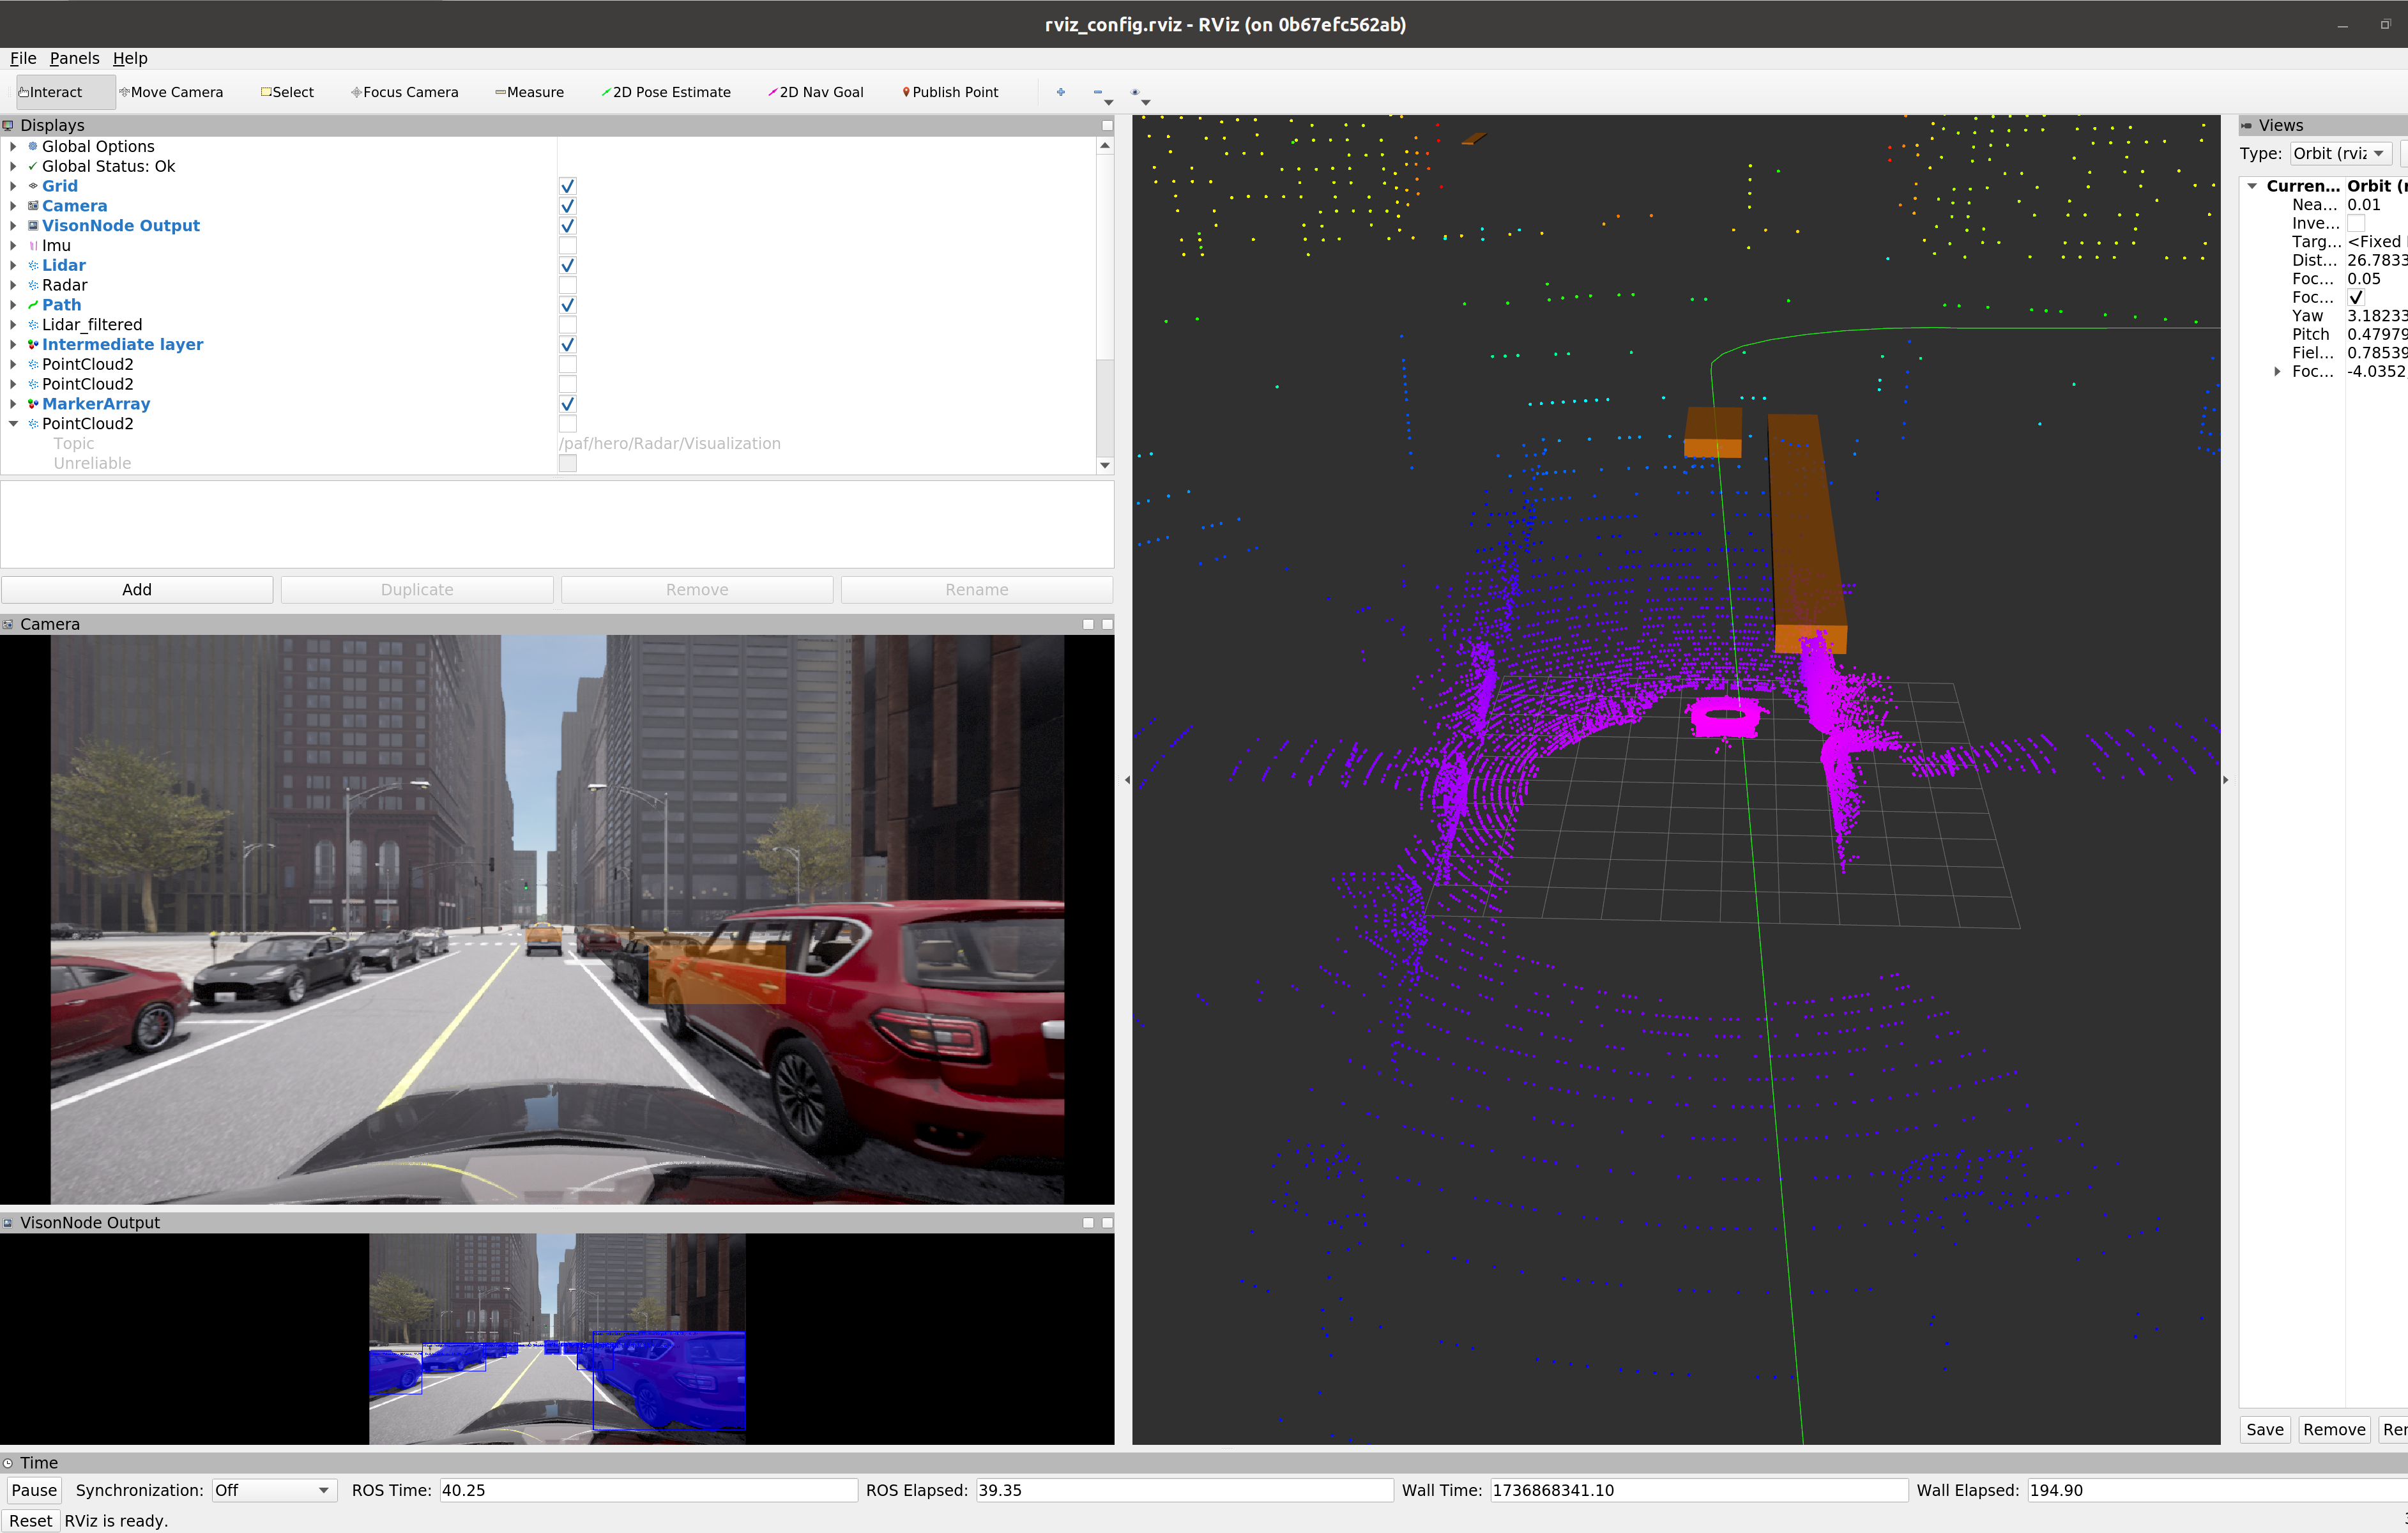 rviz_config.rviz - RViz (on 0b67efc562ab)
File Panels Help
Interact Move Camera Select Focus Camera Measure 2D Pose Estimate 2D Nav Goal Publish Point
Displays
Global Options
Global Status: Ok
Grid
Camera
VisonNode Output
Imu
Lidar
Radar
Path
Lidar_filtered
Intermediate layer
PointCloud2
PointCloud2
MarkerArray
PointCloud2
Topic /paf/hero/Radar/Visualization
Unreliable
Add Duplicate Remove Rename
Camera
VisonNode Output
Views
Type: Orbit (rviz
Curren... Orbit (r
Nea... 0.01
Inve...
Targ... <Fixed
Dist... 26.7833
Foc... 0.05
Foc...
Yaw 3.18233
Pitch 0.47979
Fiel... 0.78539
Foc... -4.0352
Save Remove Rer
Time
Pause Synchronization: Off ROS Time: 40.25 ROS Elapsed: 39.35 Wall Time: 1736868341.10 Wall Elapsed: 194.90
Reset RViz is ready.